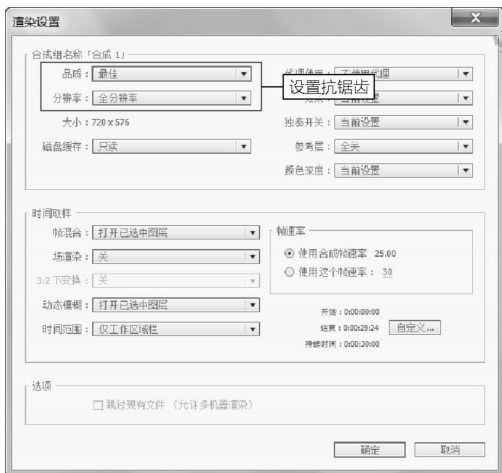 渲染设置
合成组名称「合成 1」
品质： 最佳
分辨率： 全分辨率
大小：720 x 576
磁盘缓存： 只读
设置抗锯齿
代理使用： 不使用代理
效果： 当前设置
独奏开关： 当前设置
参考层： 全关
颜色深度： 当前设置
时间取样
帧混合： 打开已选中图层
场渲染： 关
3:2 下变换： 关
动态模糊： 打开已选中图层
时间范围： 仅工作区域栏
帧速率
使用合成帧速率 25.00
使用这个帧速率： 30
开始：0:00:00:00
结束：0:00:29:24
自定义...
持续时间：0:00:30:00
选项
跳过现有文件 （允许多机器渲染）
确定
取消